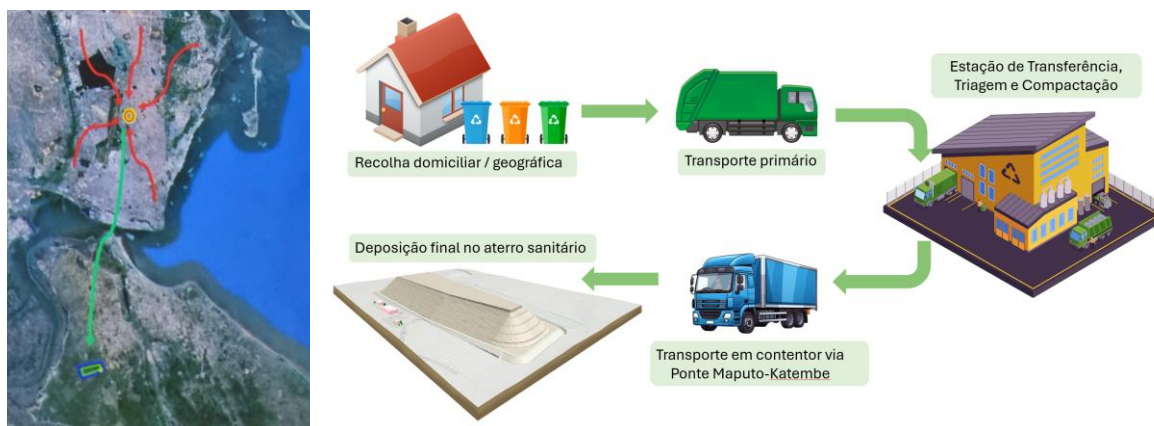 Recolha domiciliar / geográfica
Transporte primário
Estação de Transferência,
Triagem e Compactação
Deposição final no aterro sanitário
Transporte em contentor via
Ponte Maputo-Katembe